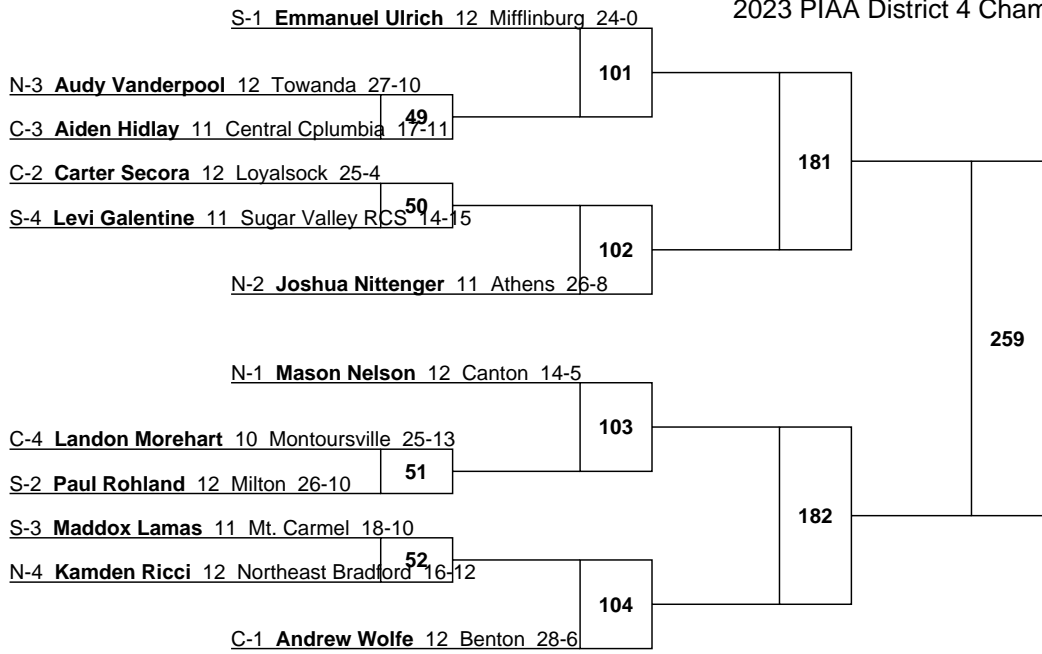 2023 PIAA District 4 Cham
S-1 Emmanuel Ulrich 12 Mifflinburg 24-0
101
N-3 Audy Vanderpool 12 Towanda 27-10
49
C-3 Aiden Hidlay 11 Central Cplumbia 17-11
181
C-2 Carter Secora 12 Loyalsock 25-4
50
S-4 Levi Galentine 11 Sugar Valley RCS 14-15
102
N-2 Joshua Nittenger 11 Athens 26-8
259
N-1 Mason Nelson 12 Canton 14-5
103
C-4 Landon Morehart 10 Montoursville 25-13
51
S-2 Paul Rohland 12 Milton 26-10
182
S-3 Maddox Lamas 11 Mt. Carmel 18-10
52
N-4 Kamden Ricci 12 Northeast Bradford 16-12
104
C-1 Andrew Wolfe 12 Benton 28-6